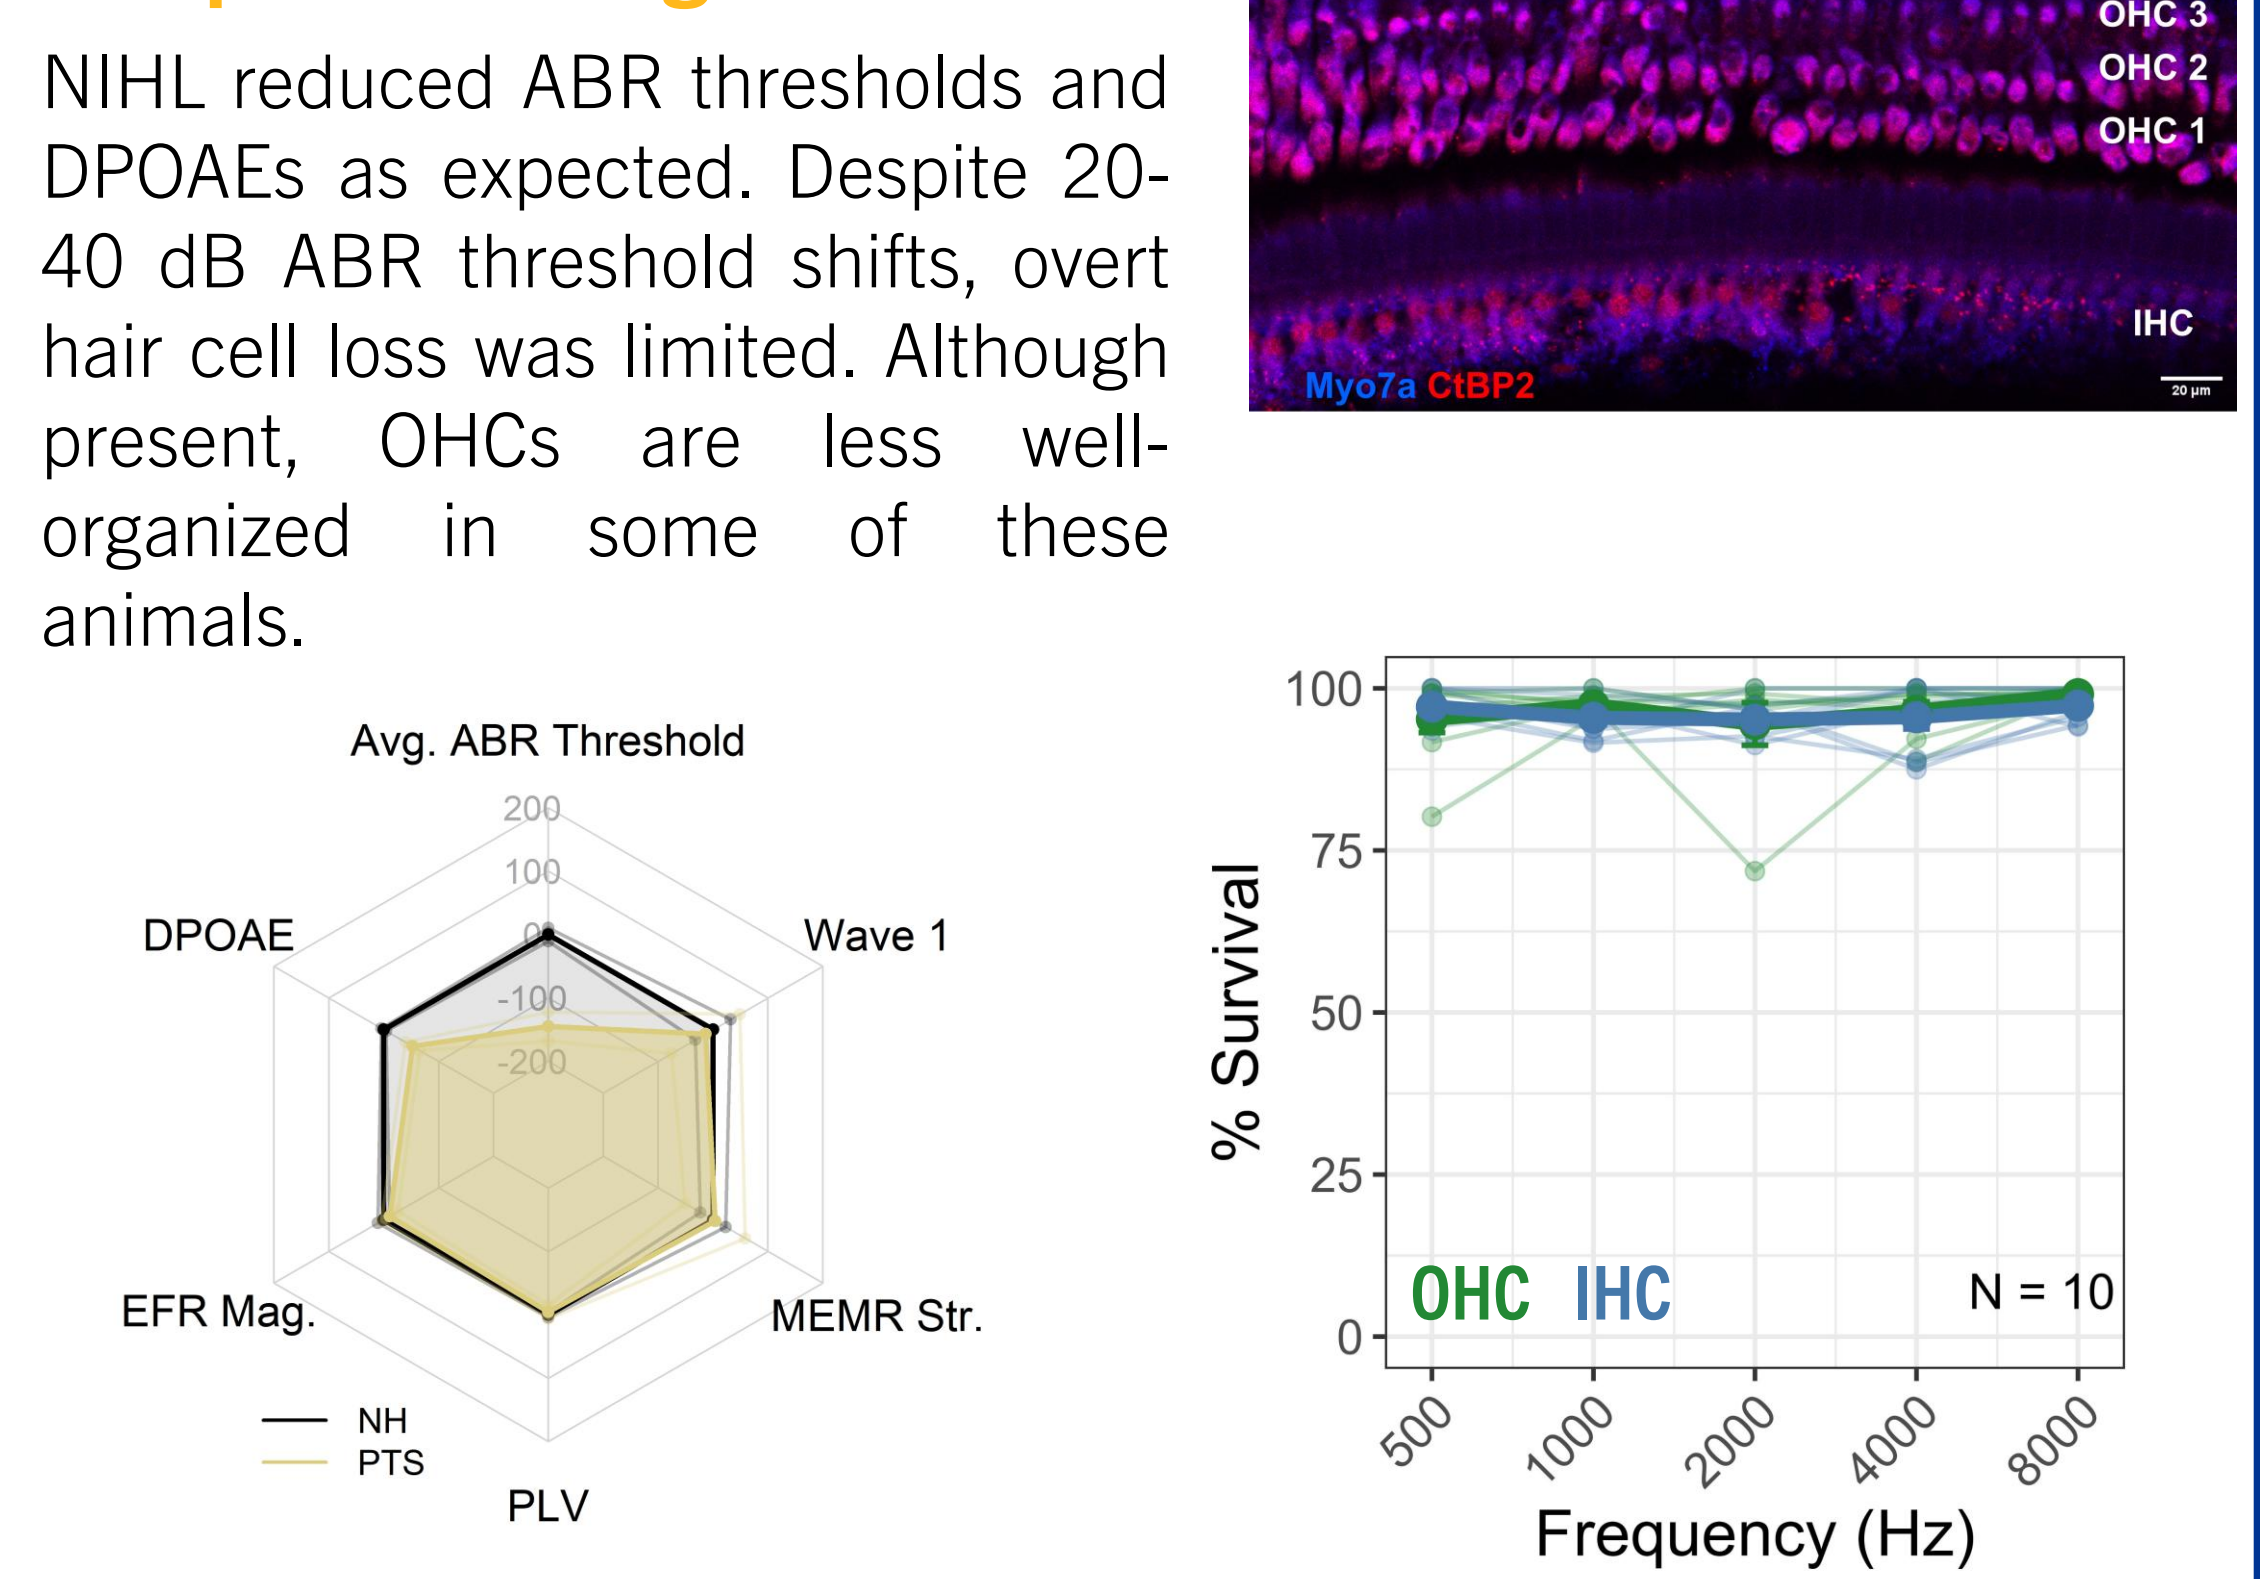 NIHL reduced ABR thresholds and
DPOAEs as expected. Despite 20-
40 dB ABR threshold shifts, overt
hair cell loss was limited. Although
present, OHCs are less well-
organized in some of these
animals.
OHC 3
OHC 2
OHC 1
IHC
Myo7a CtBP2
20 µm
Avg. ABR Threshold
200
100
0
-100
-200
DPOAE
Wave 1
EFR Mag.
MEMR Str.
PLV
NH
PTS
% Survival
100
75
50
25
0
OHC IHC
N = 10
500
1000
2000
4000
8000
Frequency (Hz)